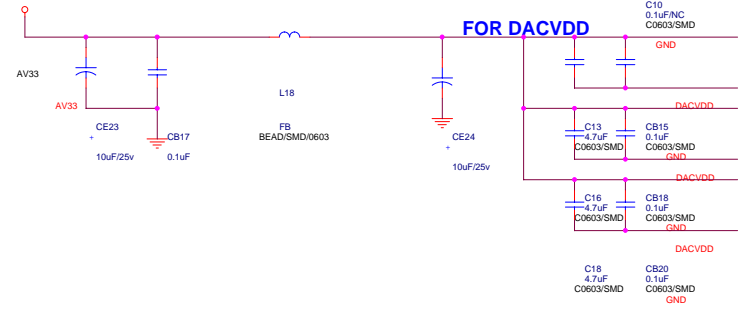 C10
0.1uF/NC
C0603/SMD
FOR DACVDD
GND
AV33
L18
AV33
DACVDD
CE23
+
10uF/25v
CB17
0.1uF
FB
BEAD/SMD/0603
CE24
+
10uF/25v
C13
4.7uF
C0603/SMD
CB15
0.1uF
C0603/SMD
GND
DACVDD
C16
4.7uF
C0603/SMD
CB18
0.1uF
C0603/SMD
GND
DACVDD
C18
4.7uF
C0603/SMD
CB20
0.1uF
C0603/SMD
GND